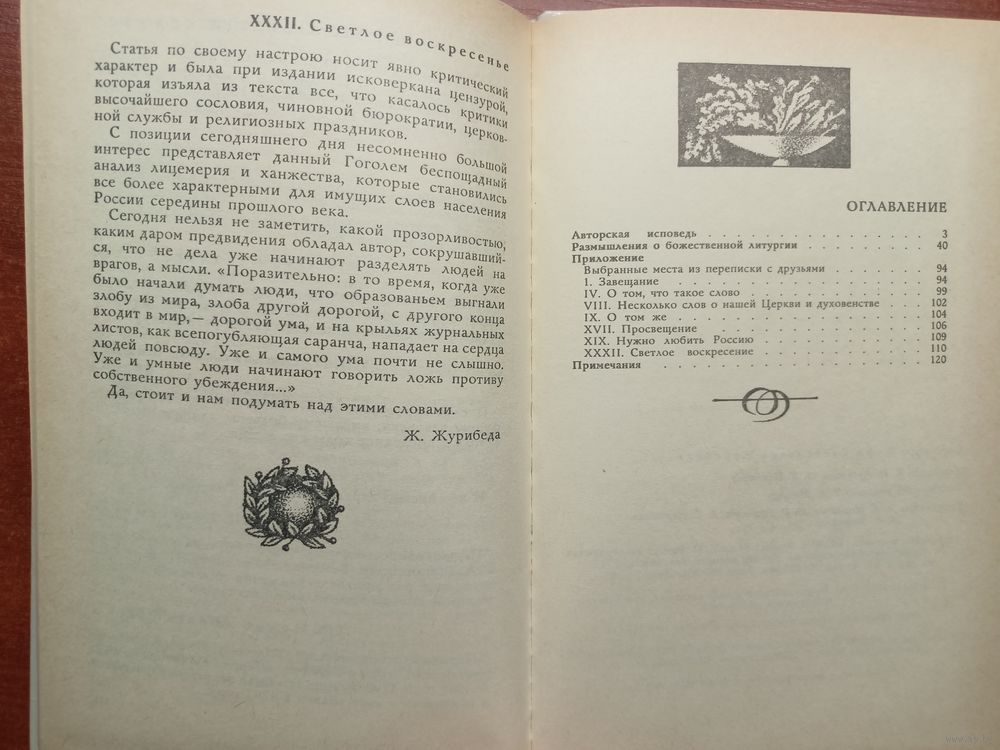 XXXII. Светлое воскресенье
Статья по своему настрою носит явно критический
характер и была при издании исковеркана цензурой,
которая изъяла из текста все, что касалось критики
высочайшего сословия, чиновной бюрократии, церков-
ной службы и религиозных праздников.
С позиции сегодняшнего дня несомненно большой
интерес представляет данный Гоголем беспощадный
анализ лицемерия и ханжества, которые становились
все более характерными для имущих слоев населения
России середины прошлого века.
Сегодня нельзя не заметить, какой прозорливостью,
каким даром предвидения обладал автор, сокрушавший-
ся, что не дела уже начинают разделять людей на
врагов, а мысли. «Поразительно: в то время, когда уже
было начали думать люди, что образованьем выгнали
злобу из мира, злоба другой дорогой, с другого конца
входит в мир,— дорогой ума, и на крыльях журнальных
листов, как всепогубляющая саранча, нападает на сердца
людей повсюду. Уже и самого ума почти не слышно.
Уже и умные люди начинают говорить ложь противу
собственного убеждения...»
Да, стоит и нам подумать над этими словами.
Ж. Журибеда
ОГЛАВЛЕНИЕ
Авторская исповедь . . . . . . . . . . . 3
Размышления о божественной литургии . . . . . . . . 40
Приложение
Выбранные места из переписки с друзьями . . . . . . 94
I. Завещание . . . . . . . . . . . . . 94
IV. О том, что такое слово . . . . . . . . . . 99
VIII. Несколько слов о нашей Церкви и духовенстве . . . 102
IX. О том же . . . . . . . . . . . . . 104
XVII. Просвещение . . . . . . . . . . . 106
XIX. Нужно любить Россию . . . . . . . . . 109
XXXII. Светлое воскресение . . . . . . . . . 110
Примечания . . . . . . . . . . . . . . 120